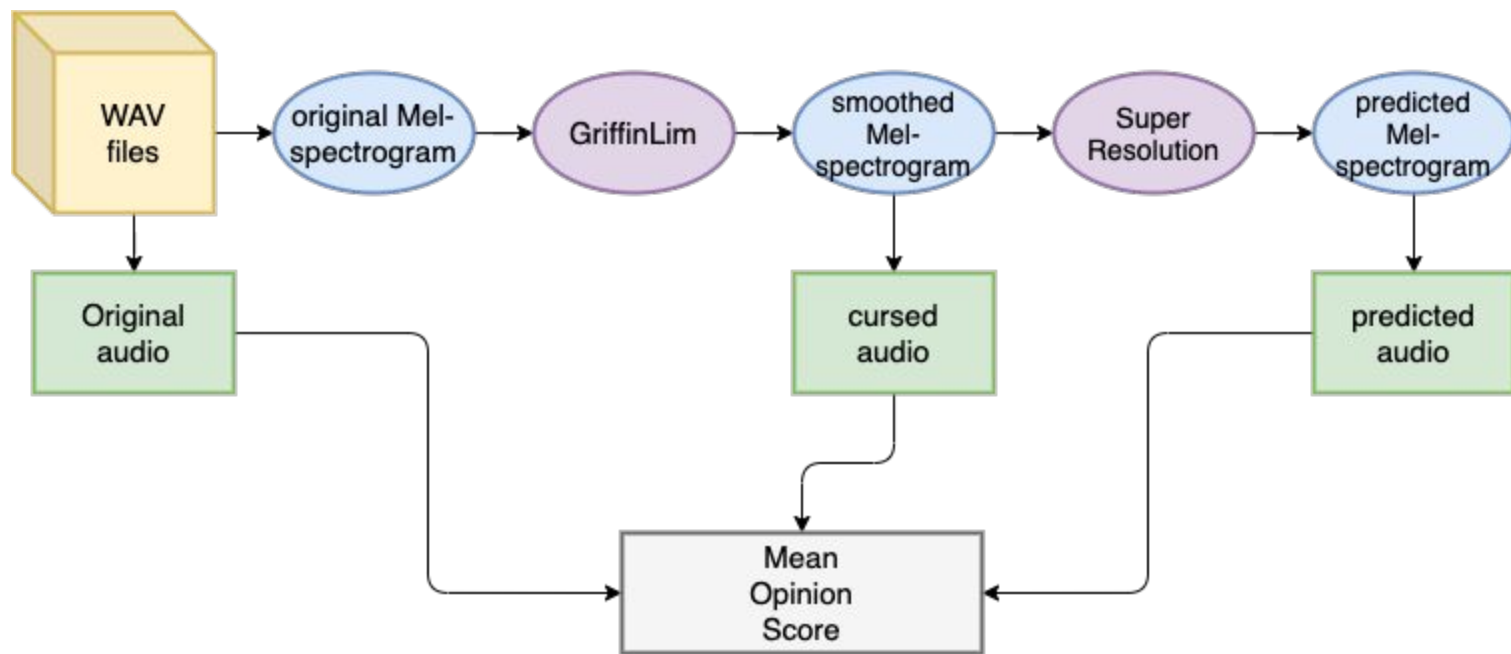 WAV
files
original Mel-
spectrogram
GriffinLim
smoothed
Mel-
spectrogram
Super
Resolution
predicted
Mel-
spectrogram
Original
audio
cursed
audio
predicted
audio
Mean
Opinion
Score